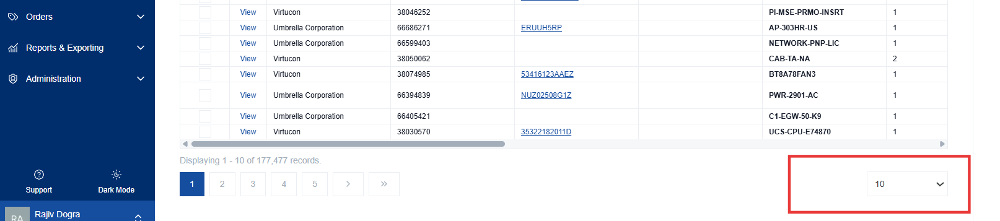 Orders
Reports & Exporting
Administration
Support
Dark Mode
RA
Rajiv Dogra
View Virtucon 38046252 PI-MSE-PRMO-INSRT 1
View Umbrella Corporation 66686271 ERUUH5RP AP-303HR-US 1
View Umbrella Corporation 66599403 NETWORK-PNP-LIC 1
View Virtucon 38050062 CAB-TA-NA 2
View Virtucon 38074985 53416123AAEZ BT8A78FAN3 1
View Umbrella Corporation 66394839 NUZ02508G1Z PWR-2901-AC 1
View Umbrella Corporation 66405421 C1-EGW-50-K9 1
View Virtucon 38030570 35322182011D UCS-CPU-E74870 1
Displaying 1 - 10 of 177,477 records.
1 2 3 4 5 › »
10